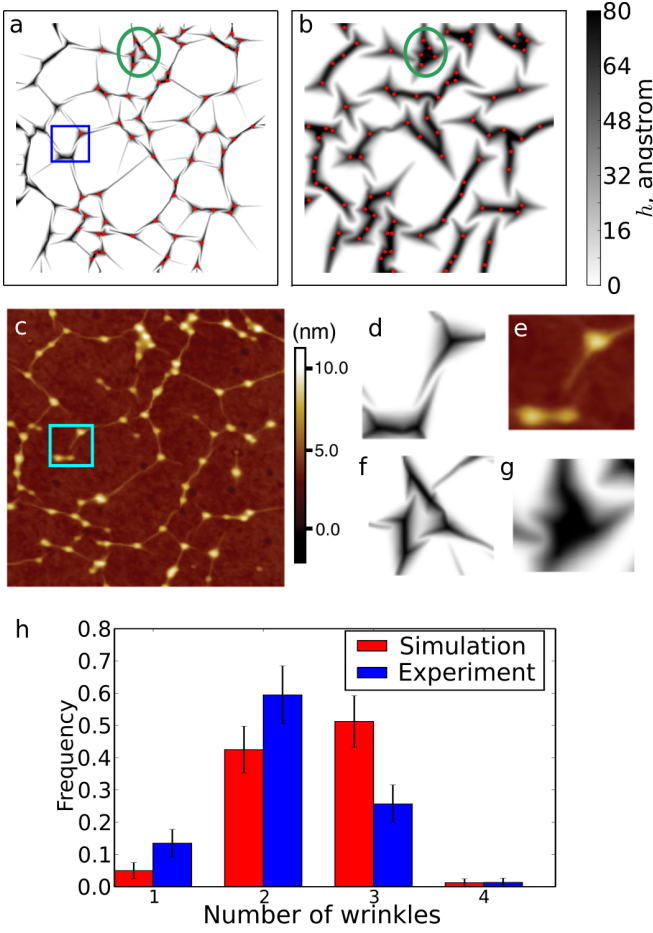 a
b
80
64
48
32
16
0
h, angstrom
c
(nm)
10.0
5.0
0.0
d
e
f
g
h
0.8
0.7
0.6
0.5
0.4
0.3
0.2
0.1
0.0
Frequency
Simulation
Experiment
1 2 3 4
Number of wrinkles